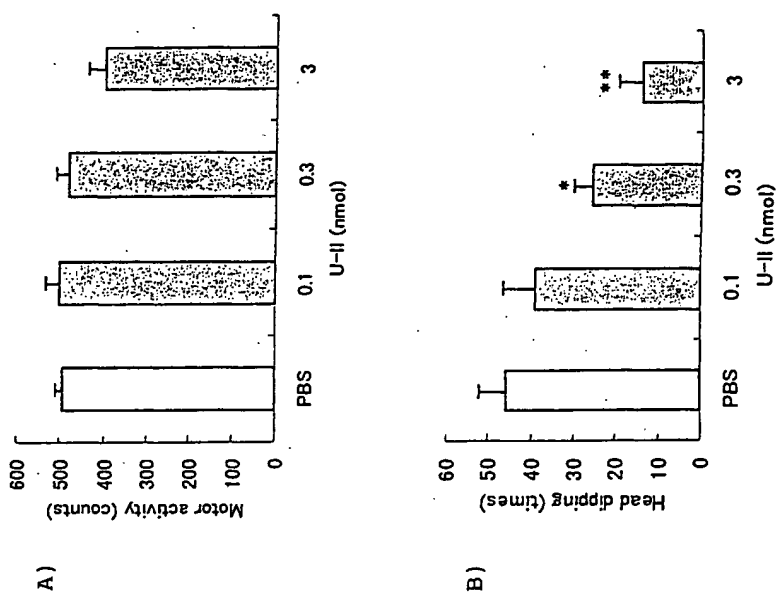 A)
Motor activity (counts)
600
500
400
300
200
100
0
PBS
0.1
0.3
3
U-II (nmol)
B)
Head dipping (times)
60
50
40
30
20
10
0
*
**
PBS
0.1
0.3
3
U-II (nmol)